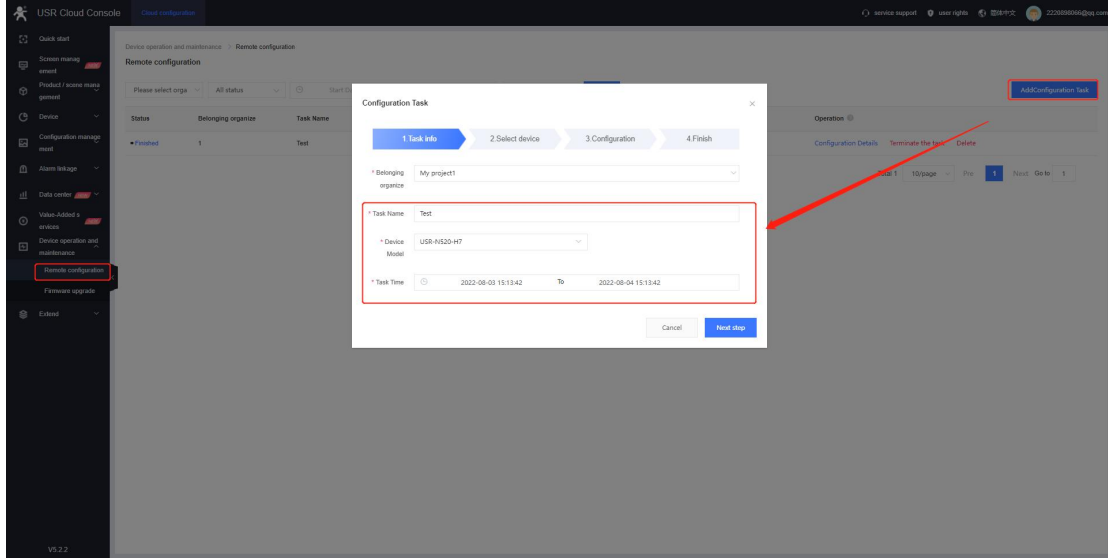 USR Cloud Console
Cloud configuration
service support
user rights
简体中文
2220898066@qq.com
Quick start
Screen manag
ement
Product / scene mana
gement
Device
Configuration manage
ment
Alarm linkage
Data center
Value-Added s
ervices
Device operation and
maintenance
Remote configuration
Firmware upgrade
Extend
V5.2.2
Device operation and maintenance > Remote configuration
Remote configuration
Please select orga
All status
AddConfiguration Task
Status
Belonging organize
Task Name
Operation
Finished
1
Test
Configuration Details
Terminate the task
Delete
Total 1
10/page
Pre
1
Next
Go to
1
Configuration Task
1.Task info
2.Select device
3.Configuration
4.Finish
* Belonging
organize
My project1
* Task Name
Test
* Device
Model
USR-N520-H7
* Task Time
2022-08-03 15:13:42
To
2022-08-04 15:13:42
Cancel
Next step